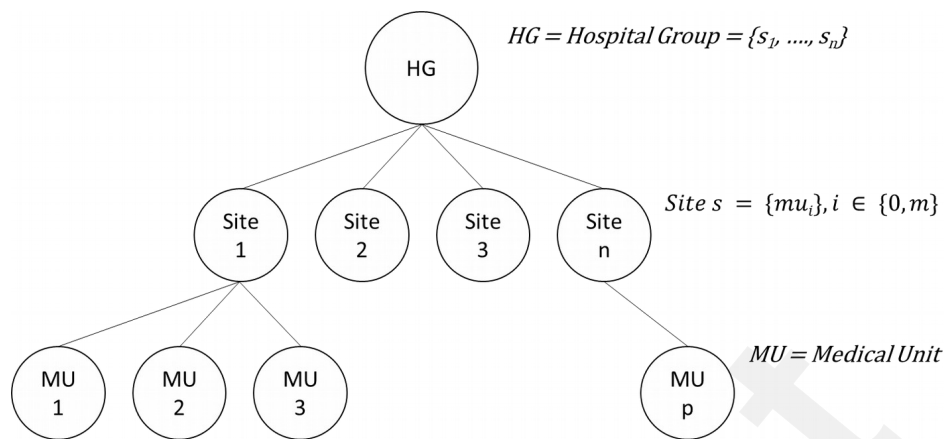 HG = Hospital Group = {s₁, ...., sₙ}
HG
Site s = {muᵢ}, i ∈ {0, m}
Site
1
Site
2
Site
3
Site
n
MU = Medical Unit
MU
1
MU
2
MU
3
MU
p